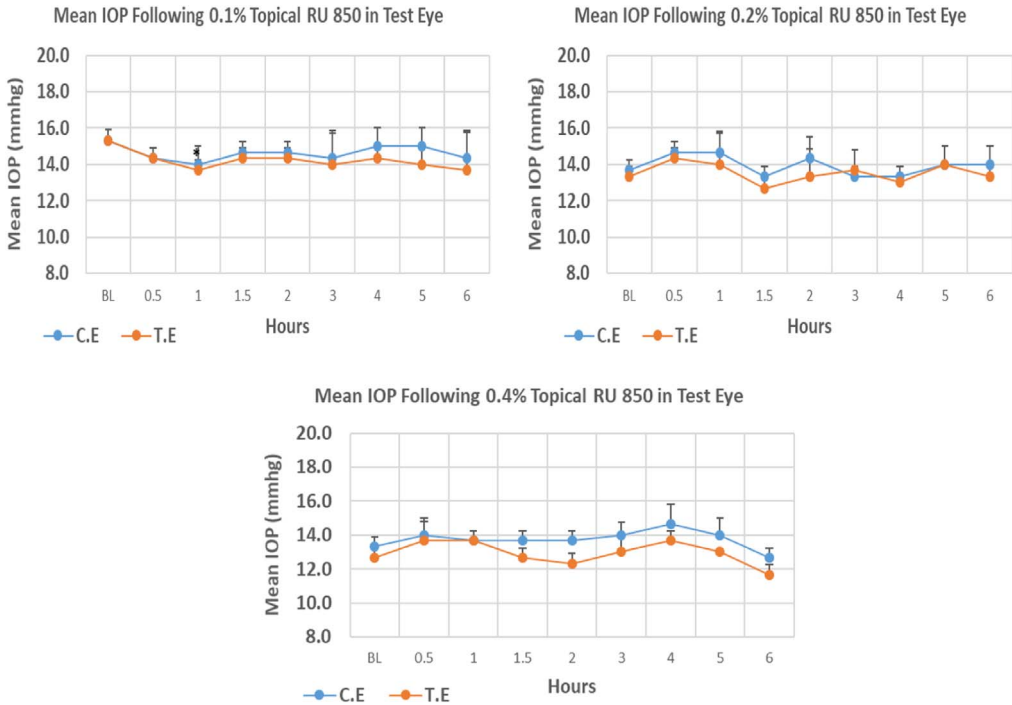 Mean IOP Following 0.1% Topical RU 850 in Test Eye
20.0
18.0
16.0
14.0
12.0
10.0
8.0
Mean IOP (mmhg)
*
BL 0.5 1 1.5 2 3 4 5 6
Hours
C.E T.E
Mean IOP Following 0.2% Topical RU 850 in Test Eye
20.0
18.0
16.0
14.0
12.0
10.0
8.0
Mean IOP (mmhg)
BL 0.5 1 1.5 2 3 4 5 6
Hours
C.E T.E
Mean IOP Following 0.4% Topical RU 850 in Test Eye
20.0
18.0
16.0
14.0
12.0
10.0
8.0
Mean IOP (mmhg)
BL 0.5 1 1.5 2 3 4 5 6
Hours
C.E T.E